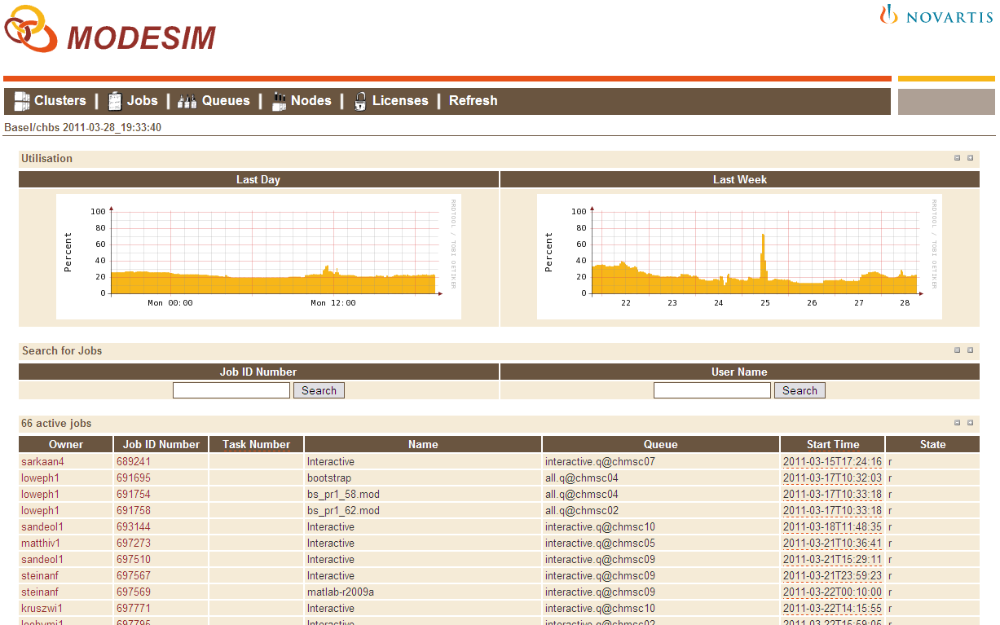 MODESIM
NOVARTIS
Clusters | Jobs | Queues | Nodes | Licenses | Refresh
Basel/chbs 2011-03-28_19:33:40
Utilisation
Last Day Last Week
100 80 60 40 20 0
Percent
Mon 00:00 Mon 12:00
RRDTOOL / TOBI OETIKER
100 80 60 40 20 0
Percent
22 23 24 25 26 27 28
RRDTOOL / TOBI OETIKER
Search for Jobs
Job ID Number User Name
Search Search
66 active jobs
Owner Job ID Number Task Number Name Queue Start Time State
sarkaan4 689241 Interactive interactive.q@chmsc07 2011-03-15T17:24:16 r
loweph1 691695 bootstrap all.q@chmsc04 2011-03-17T10:32:03 r
loweph1 691754 bs_pr1_58.mod all.q@chmsc04 2011-03-17T10:33:18 r
loweph1 691758 bs_pr1_62.mod all.q@chmsc02 2011-03-17T10:33:18 r
sandeol1 693144 Interactive interactive.q@chmsc10 2011-03-18T11:48:35 r
matthiv1 697273 Interactive interactive.q@chmsc05 2011-03-21T10:36:41 r
sandeol1 697510 Interactive interactive.q@chmsc09 2011-03-21T15:29:11 r
steinanf 697567 Interactive interactive.q@chmsc09 2011-03-21T23:59:23 r
steinanf 697569 matlab-r2009a interactive.q@chmsc09 2011-03-22T00:10:00 r
kruszwi1 697771 Interactive interactive.q@chmsc10 2011-03-22T14:15:55 r
Interactive